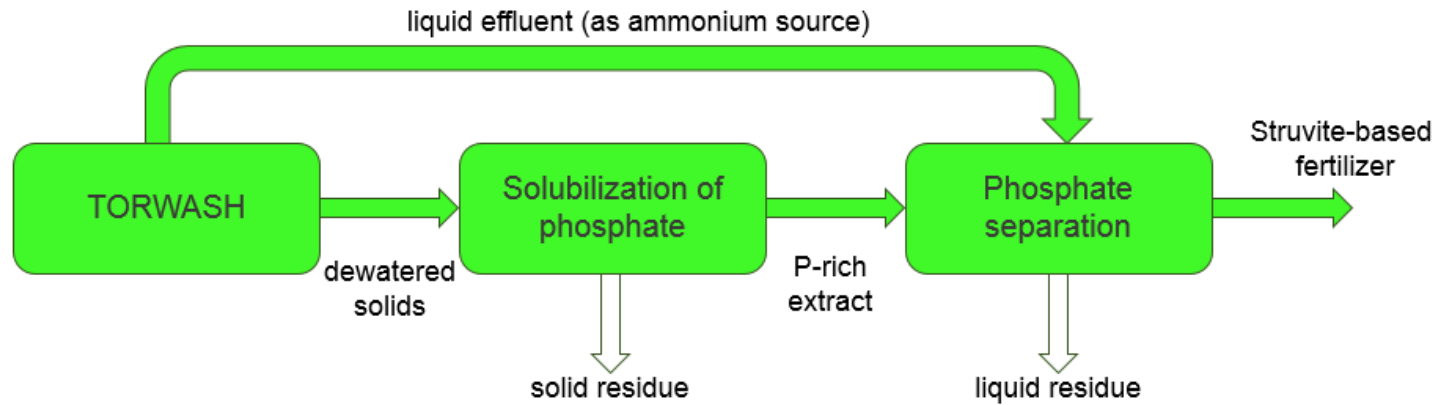 liquid effluent (as ammonium source)
TORWASH
dewatered
solids
Solubilization of
phosphate
solid residue
P-rich
extract
Phosphate
separation
liquid residue
Struvite-based
fertilizer